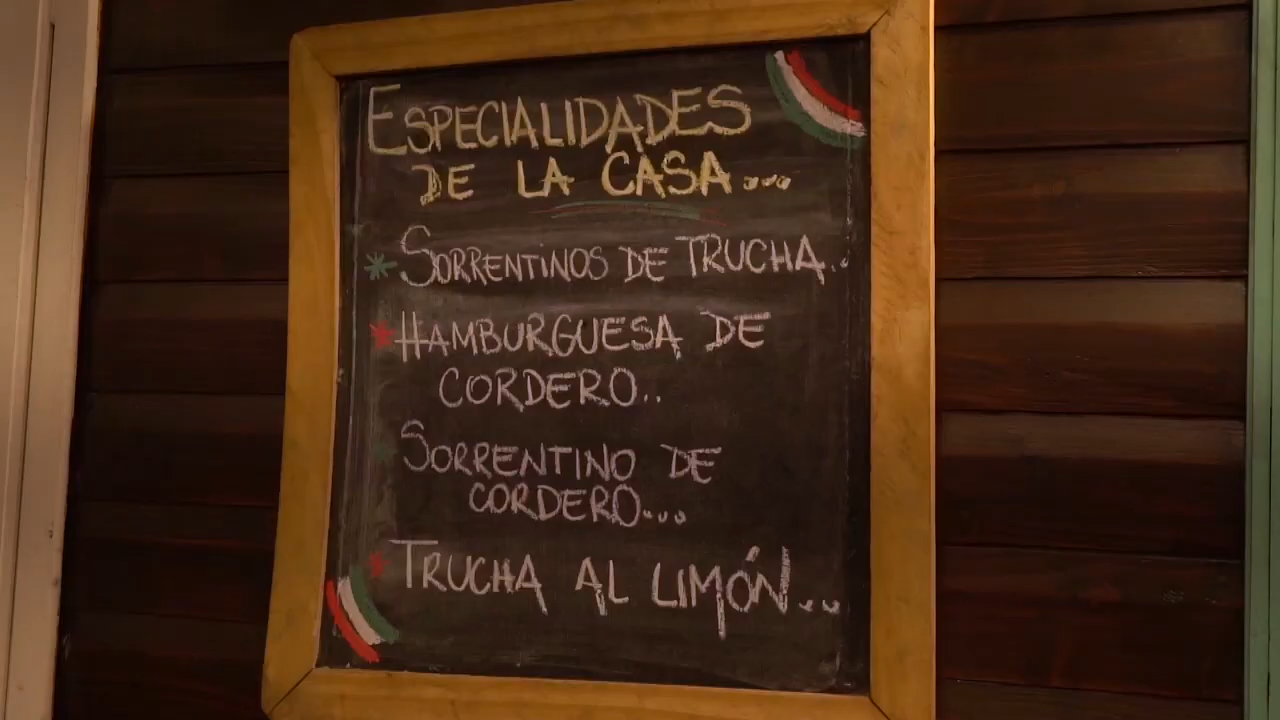 ESPECIALIDADES
DE LA CASA...
* SORRENTINOS DE TRUCHA..
* HAMBURGUESA DE
CORDERO..
* SORRENTINO DE
CORDERO...
* TRUCHA AL LIMÓN...